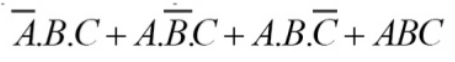 A̅.B.C + A.B̅.C + A.B.C̅ + ABC